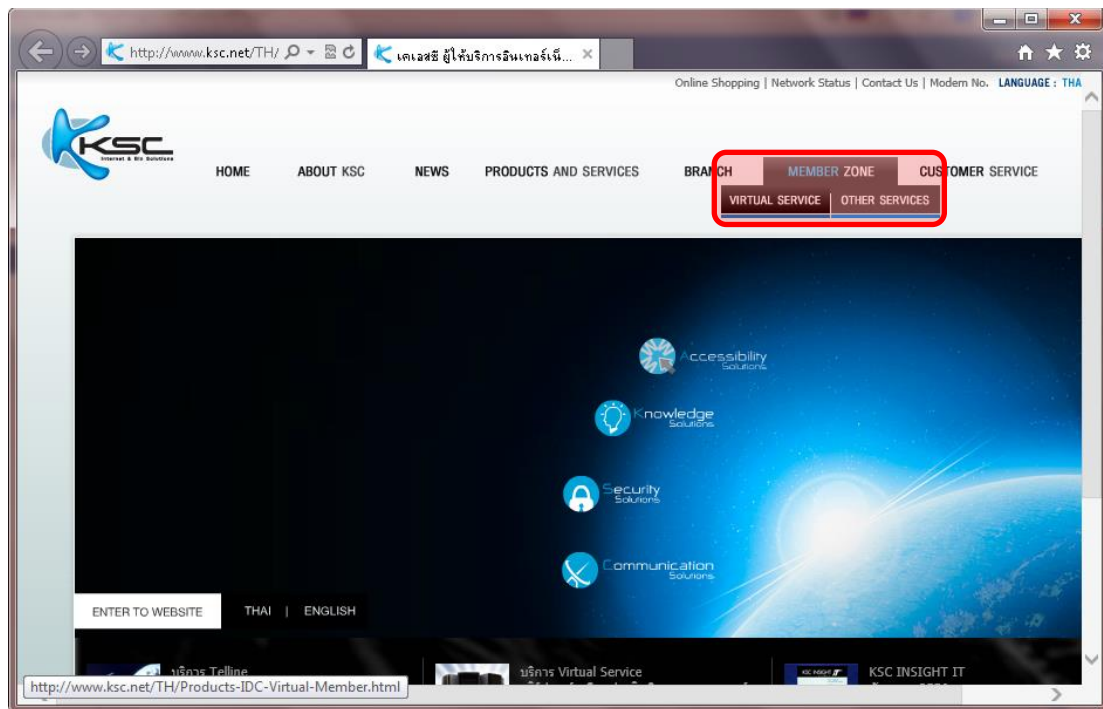 http://www.ksc.net/TH/
เคเอสซี ผู้ให้บริการอินเทอร์เน็...
Online Shopping | Network Status | Contact Us | Modem No. LANGUAGE : THA
KSC
Internet & Biz Solutions
HOME ABOUT KSC NEWS PRODUCTS AND SERVICES BRANCH MEMBER ZONE CUSTOMER SERVICE
VIRTUAL SERVICE OTHER SERVICES
Accessibility
Solutions
Knowledge
Solutions
Security
Solutions
Communication
Solutions
ENTER TO WEBSITE THAI | ENGLISH
บริการ Telline
บริการ Virtual Service
KSC INSIGHT IT
KSC INSIGHT IT
http://www.ksc.net/TH/Products-IDC-Virtual-Member.html